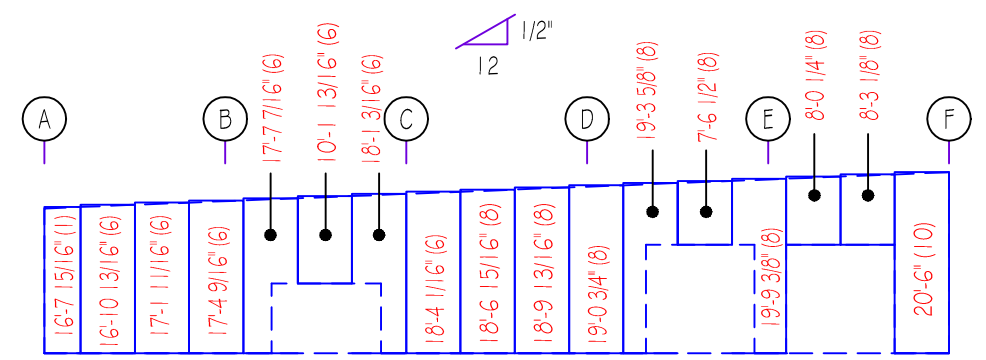 1/2"
12
A
B
C
D
E
F
17'-7 7/16" (6)
10'-1 13/16" (6)
18'-1 3/16" (6)
19'-3 5/8" (8)
7'-6 1/2" (8)
8'-0 1/4" (8)
8'-3 1/8" (8)
16'-7 15/16" (1)
16'-10 13/16" (6)
17'-1 11/16" (6)
17'-4 9/16" (6)
18'-4 1/16" (6)
18'-6 15/16" (8)
18'-9 13/16" (8)
19'-0 3/4" (8)
19'-9 3/8" (8)
20'-6" (10)